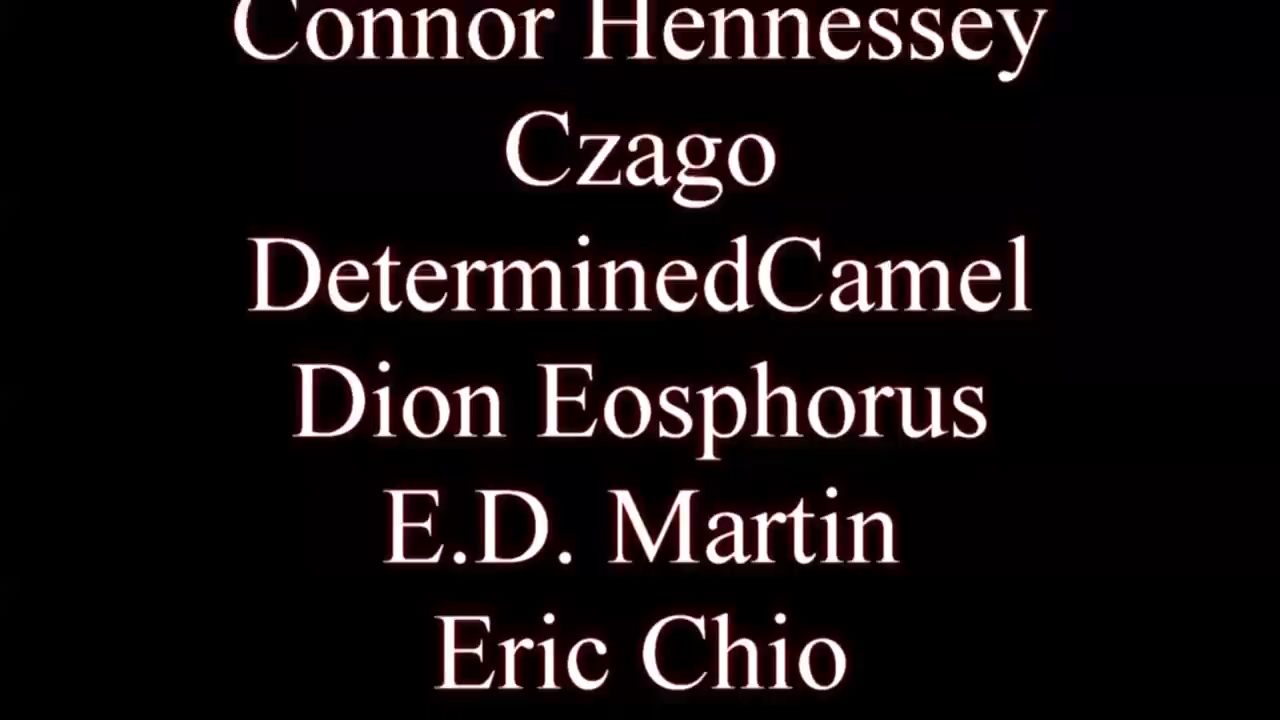 Connor Hennessey
Czago
DeterminedCamel
Dion Eosphorus
E.D. Martin
Eric Chio